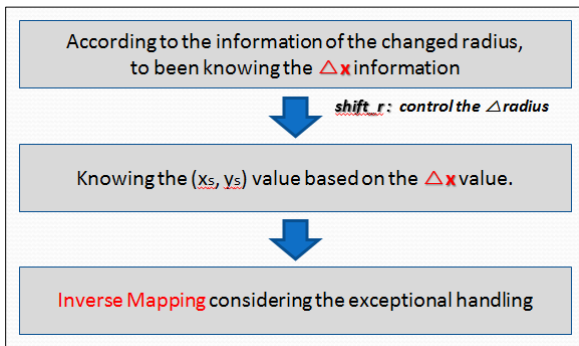 According to the information of the changed radius,
to been knowing the △x information
shift_r : control the △radius
Knowing the (xs, ys) value based on the △x value.
Inverse Mapping considering the exceptional handling